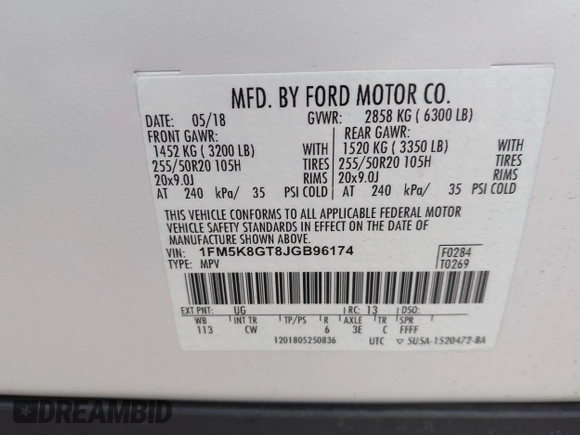 MFD. BY FORD MOTOR CO.
DATE: 05/18 GVWR: 2858 KG ( 6300 LB)
FRONT GAWR: REAR GAWR:
1452 KG ( 3200 LB) WITH 1520 KG ( 3350 LB) WITH
255/50R20 105H TIRES 255/50R20 105H TIRES
20x9.0J RIMS 20x9.0J RIMS
AT 240 kPa/ 35 PSI COLD AT 240 kPa/ 35 PSI COLD
THIS VEHICLE CONFORMS TO ALL APPLICABLE FEDERAL MOTOR
VEHICLE SAFETY STANDARDS IN EFFECT ON THE DATE OF
MANUFACTURE SHOWN ABOVE.
VIN: 1FM5K8GT8JGB96174 F0284
TYPE: MPV T0269
EXT PNT: UG RC: 13 DSO:
WB INT TR TP/PS R AXLE TR SPR
113 CW 6 3E C FFFF
1201805250836 UTC ▽ SU5A-1520472-BA
DREAMBID